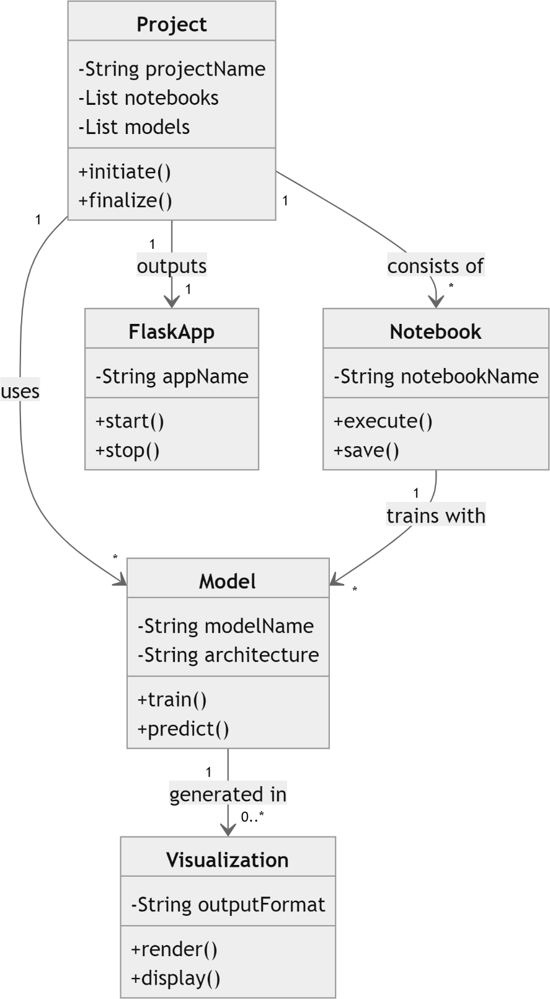 Project
-String projectName
-List notebooks
-List models
+initiate()
+finalize()
1
1
1
outputs
consists of
1
*
FlaskApp
-String appName
+start()
+stop()
Notebook
-String notebookName
+execute()
+save()
uses
1
trains with
*
*
Model
-String modelName
-String architecture
+train()
+predict()
1
generated in
0..*
Visualization
-String outputFormat
+render()
+display()